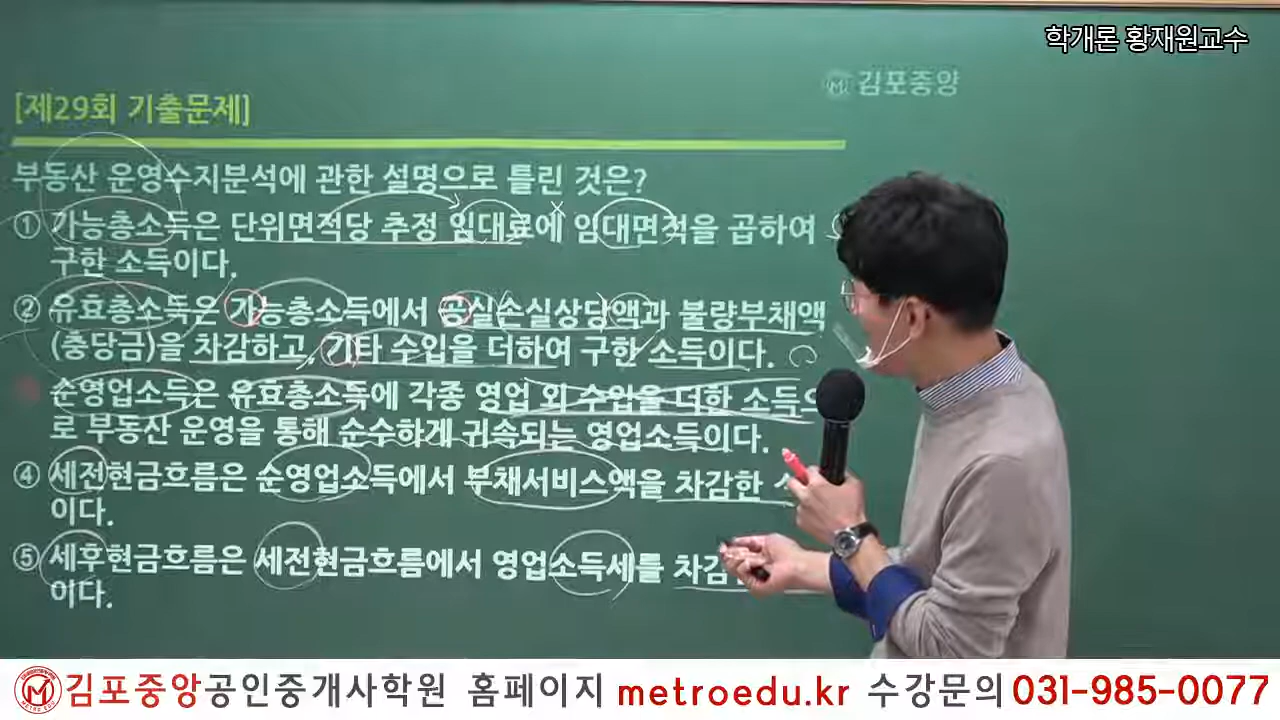 학개론 황재원교수
김포중앙
[제29회 기출문제]
부동산 운영수지분석에 관한 설명으로 틀린 것은?
① 가능총소득은 단위면적당 추정 임대료에 임대면적을 곱하여
구한 소득이다.
② 유효총소득은 가능총소득에서 공실손실상당액과 불량부채액
(충당금)을 차감하고, 기타 수입을 더하여 구한 소득이다.
순영업소득은 유효총소득에 각종 영업 외 수입을 더한 소득으
로 부동산 운영을 통해 순수하게 귀속되는 영업소득이다.
④ 세전현금흐름은 순영업소득에서 부채서비스액을 차감한
이다.
⑤ 세후현금흐름은 세전현금흐름에서 영업소득세를 차감
이다.
김포중앙공인중개사학원 홈페이지 metroedu.kr 수강문의 031-985-0077